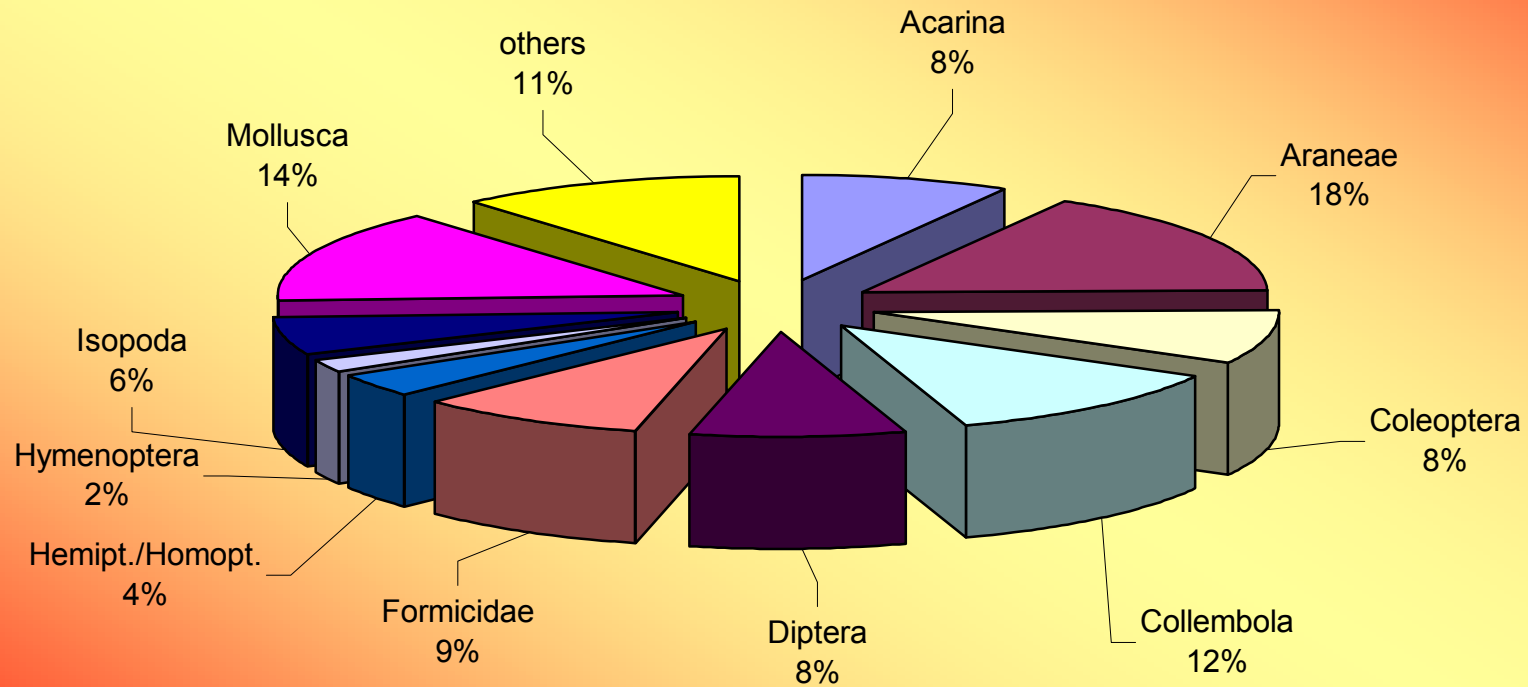 others
11%
Acarina
8%
Araneae
18%
Mollusca
14%
Isopoda
6%
Coleoptera
8%
Hymenoptera
2%
Hemipt./Homopt.
4%
Formicidae
9%
Diptera
8%
Collembola
12%